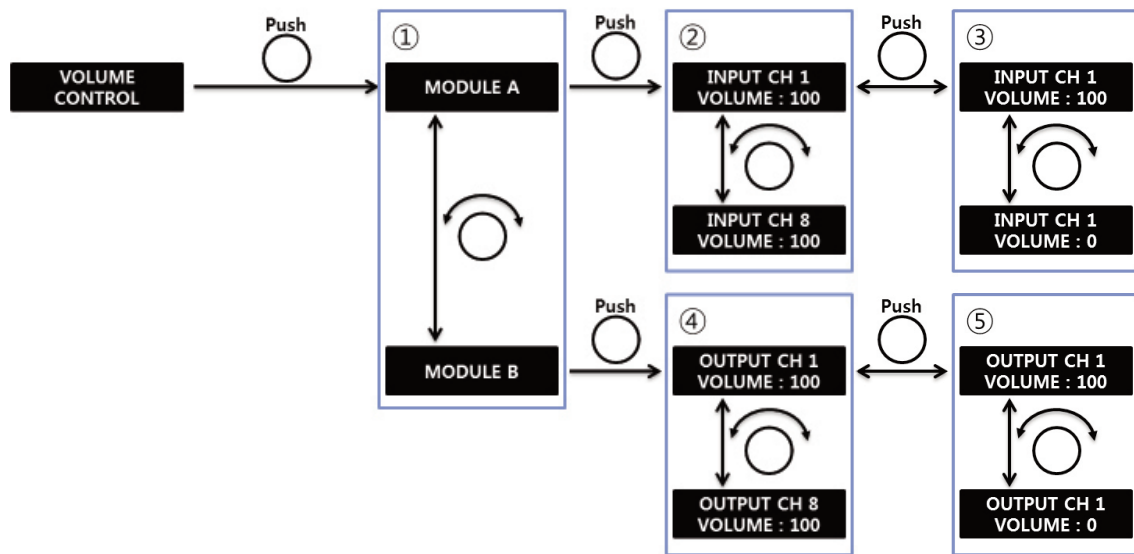 Push
①
Push
②
Push
③
VOLUME
CONTROL
MODULE A
INPUT CH 1
VOLUME : 100
INPUT CH 1
VOLUME : 100
INPUT CH 8
VOLUME : 100
INPUT CH 1
VOLUME : 0
Push
④
Push
⑤
MODULE B
OUTPUT CH 1
VOLUME : 100
OUTPUT CH 1
VOLUME : 100
OUTPUT CH 8
VOLUME : 100
OUTPUT CH 1
VOLUME : 0